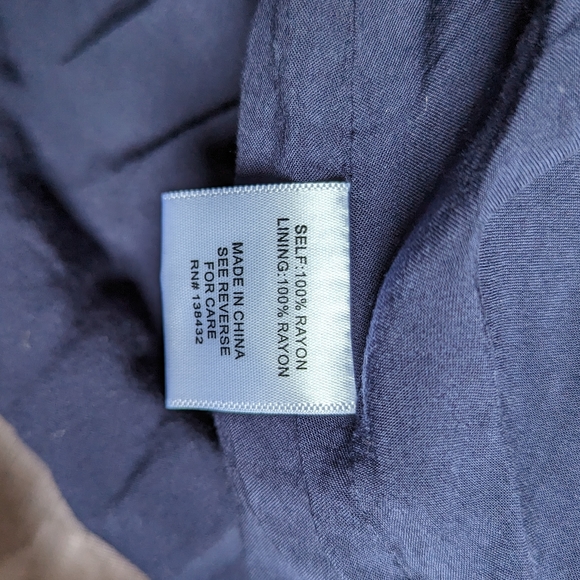 SELF:100% RAYON
LINING:100% RAYON
MADE IN CHINA
SEE REVERSE
FOR CARE
RN# 138432